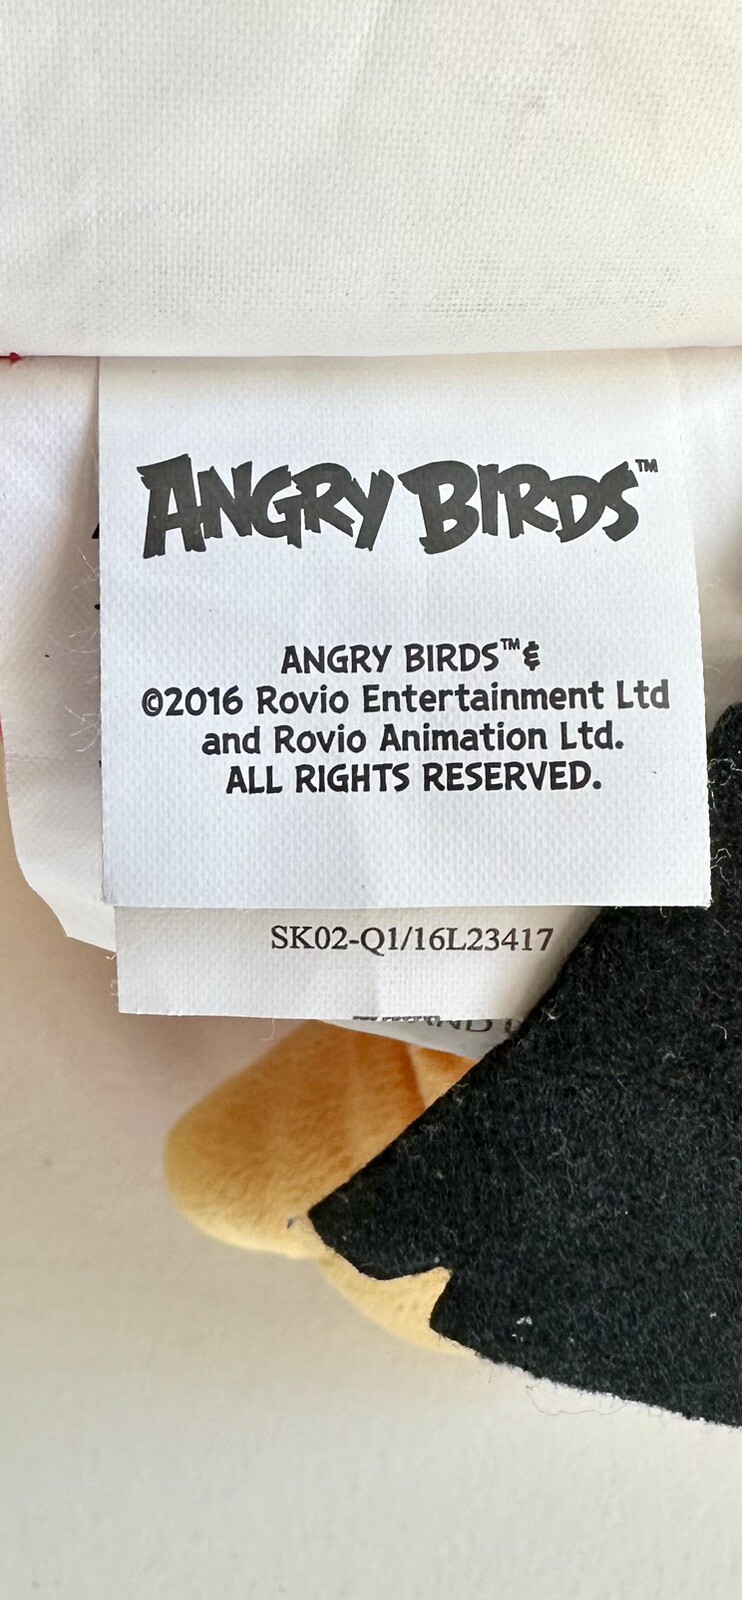 ANGRY BIRDS™
ANGRY BIRDS™&
©2016 Rovio Entertainment Ltd
and Rovio Animation Ltd.
ALL RIGHTS RESERVED.
SK02-Q1/16L23417